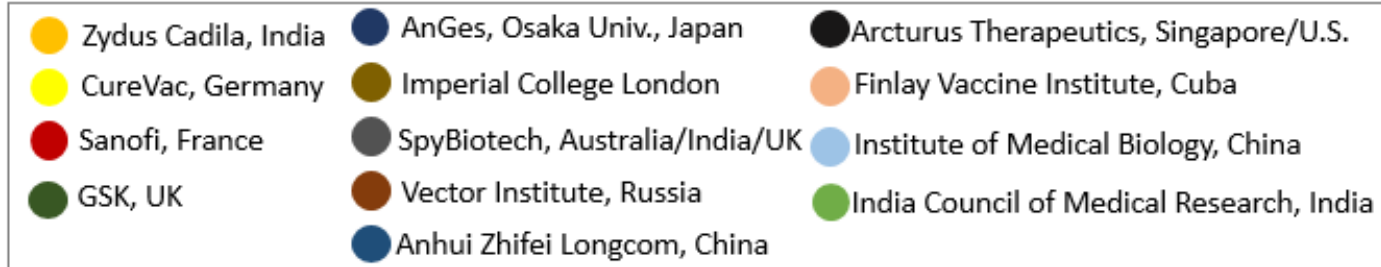 Zydus Cadila, India
CureVac, Germany
Sanofi, France
GSK, UK
AnGes, Osaka Univ., Japan
Imperial College London
SpyBiotech, Australia/India/UK
Vector Institute, Russia
Anhui Zhifei Longcom, China
Arcturus Therapeutics, Singapore/U.S.
Finlay Vaccine Institute, Cuba
Institute of Medical Biology, China
India Council of Medical Research, India